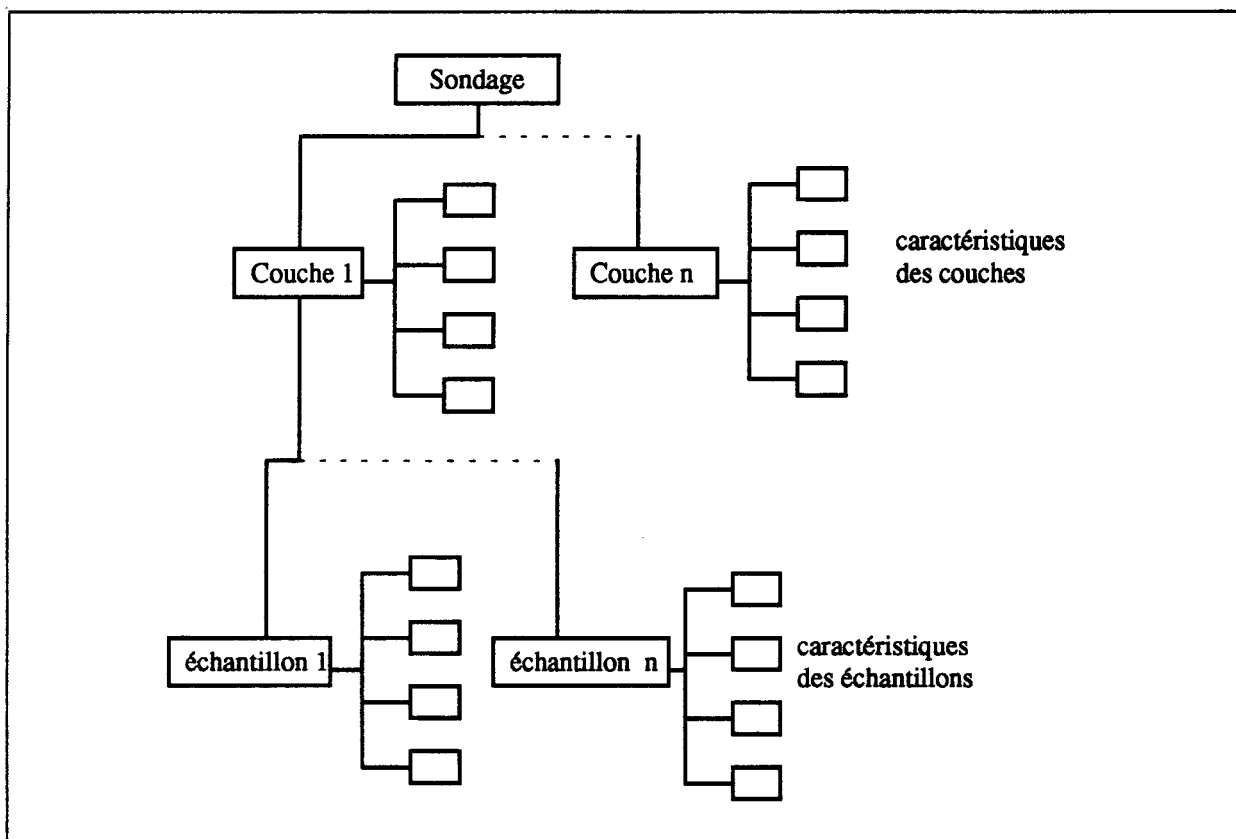 Sondage
Couche 1
Couche n
caractéristiques
des couches
échantillon 1
échantillon n
caractéristiques
des échantillons